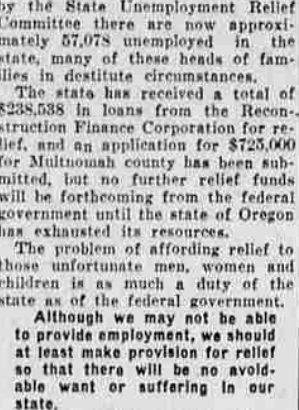 by the State Unemployment Relief
Committee there are now approxi-
mately 57,078 unemployed in the
state, many of these heads of fam-
ilies in destitute circumstances.
The state has received a total of
$238,538 in loans from the Recon-
struction Finance Corporation for re-
lief, and an application for $725,000
for Multnomah county has been sub-
mitted, but no further relief funds
will be forthcoming from the federal
government until the state of Oregon
has exhausted its resources.
The problem of affording relief to
those unfortunate men, women and
children is as much a duty of the
state as of the federal government.
Although we may not be able
to provide employment, we should
at least make provision for relief
so that there will be no avoid-
able want or suffering in our
state.